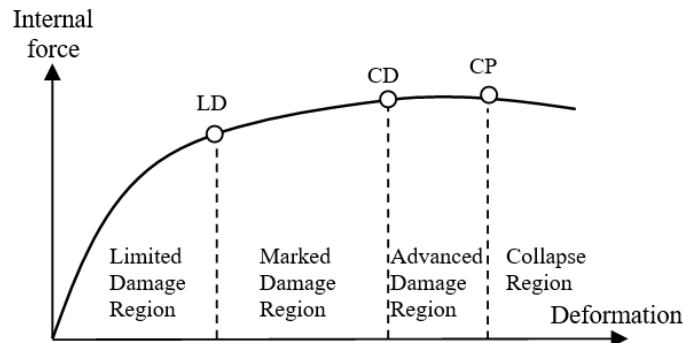 Internal
force
LD
CD
CP
Limited
Damage
Region
Marked
Damage
Region
Advanced
Damage
Region
Collapse
Region
Deformation